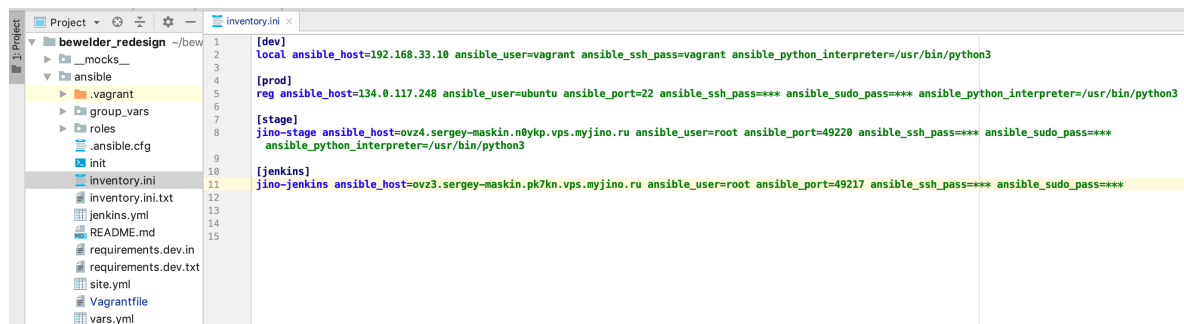 1: Project
Project
inventory.ini
bewelder_redesign ~/bew
__mocks__
ansible
.vagrant
group_vars
roles
.ansible.cfg
init
inventory.ini
inventory.ini.txt
jenkins.yml
README.md
requirements.dev.in
requirements.dev.txt
site.yml
Vagrantfile
vars.yml
1 [dev]
2 local ansible_host=192.168.33.10 ansible_user=vagrant ansible_ssh_pass=vagrant ansible_python_interpreter=/usr/bin/python3
3
4 [prod]
5 reg ansible_host=134.0.117.248 ansible_user=ubuntu ansible_port=22 ansible_ssh_pass=*** ansible_sudo_pass=*** ansible_python_interpreter=/usr/bin/python3
6
7 [stage]
8 jino-stage ansible_host=ovz4.sergey-maskin.n0ykp.vps.myjino.ru ansible_user=root ansible_port=49220 ansible_ssh_pass=*** ansible_sudo_pass=***
ansible_python_interpreter=/usr/bin/python3
9
10 [jenkins]
11 jino-jenkins ansible_host=ovz3.sergey-maskin.pk7kn.vps.myjino.ru ansible_user=root ansible_port=49217 ansible_ssh_pass=*** ansible_sudo_pass=***
12
13
14
15